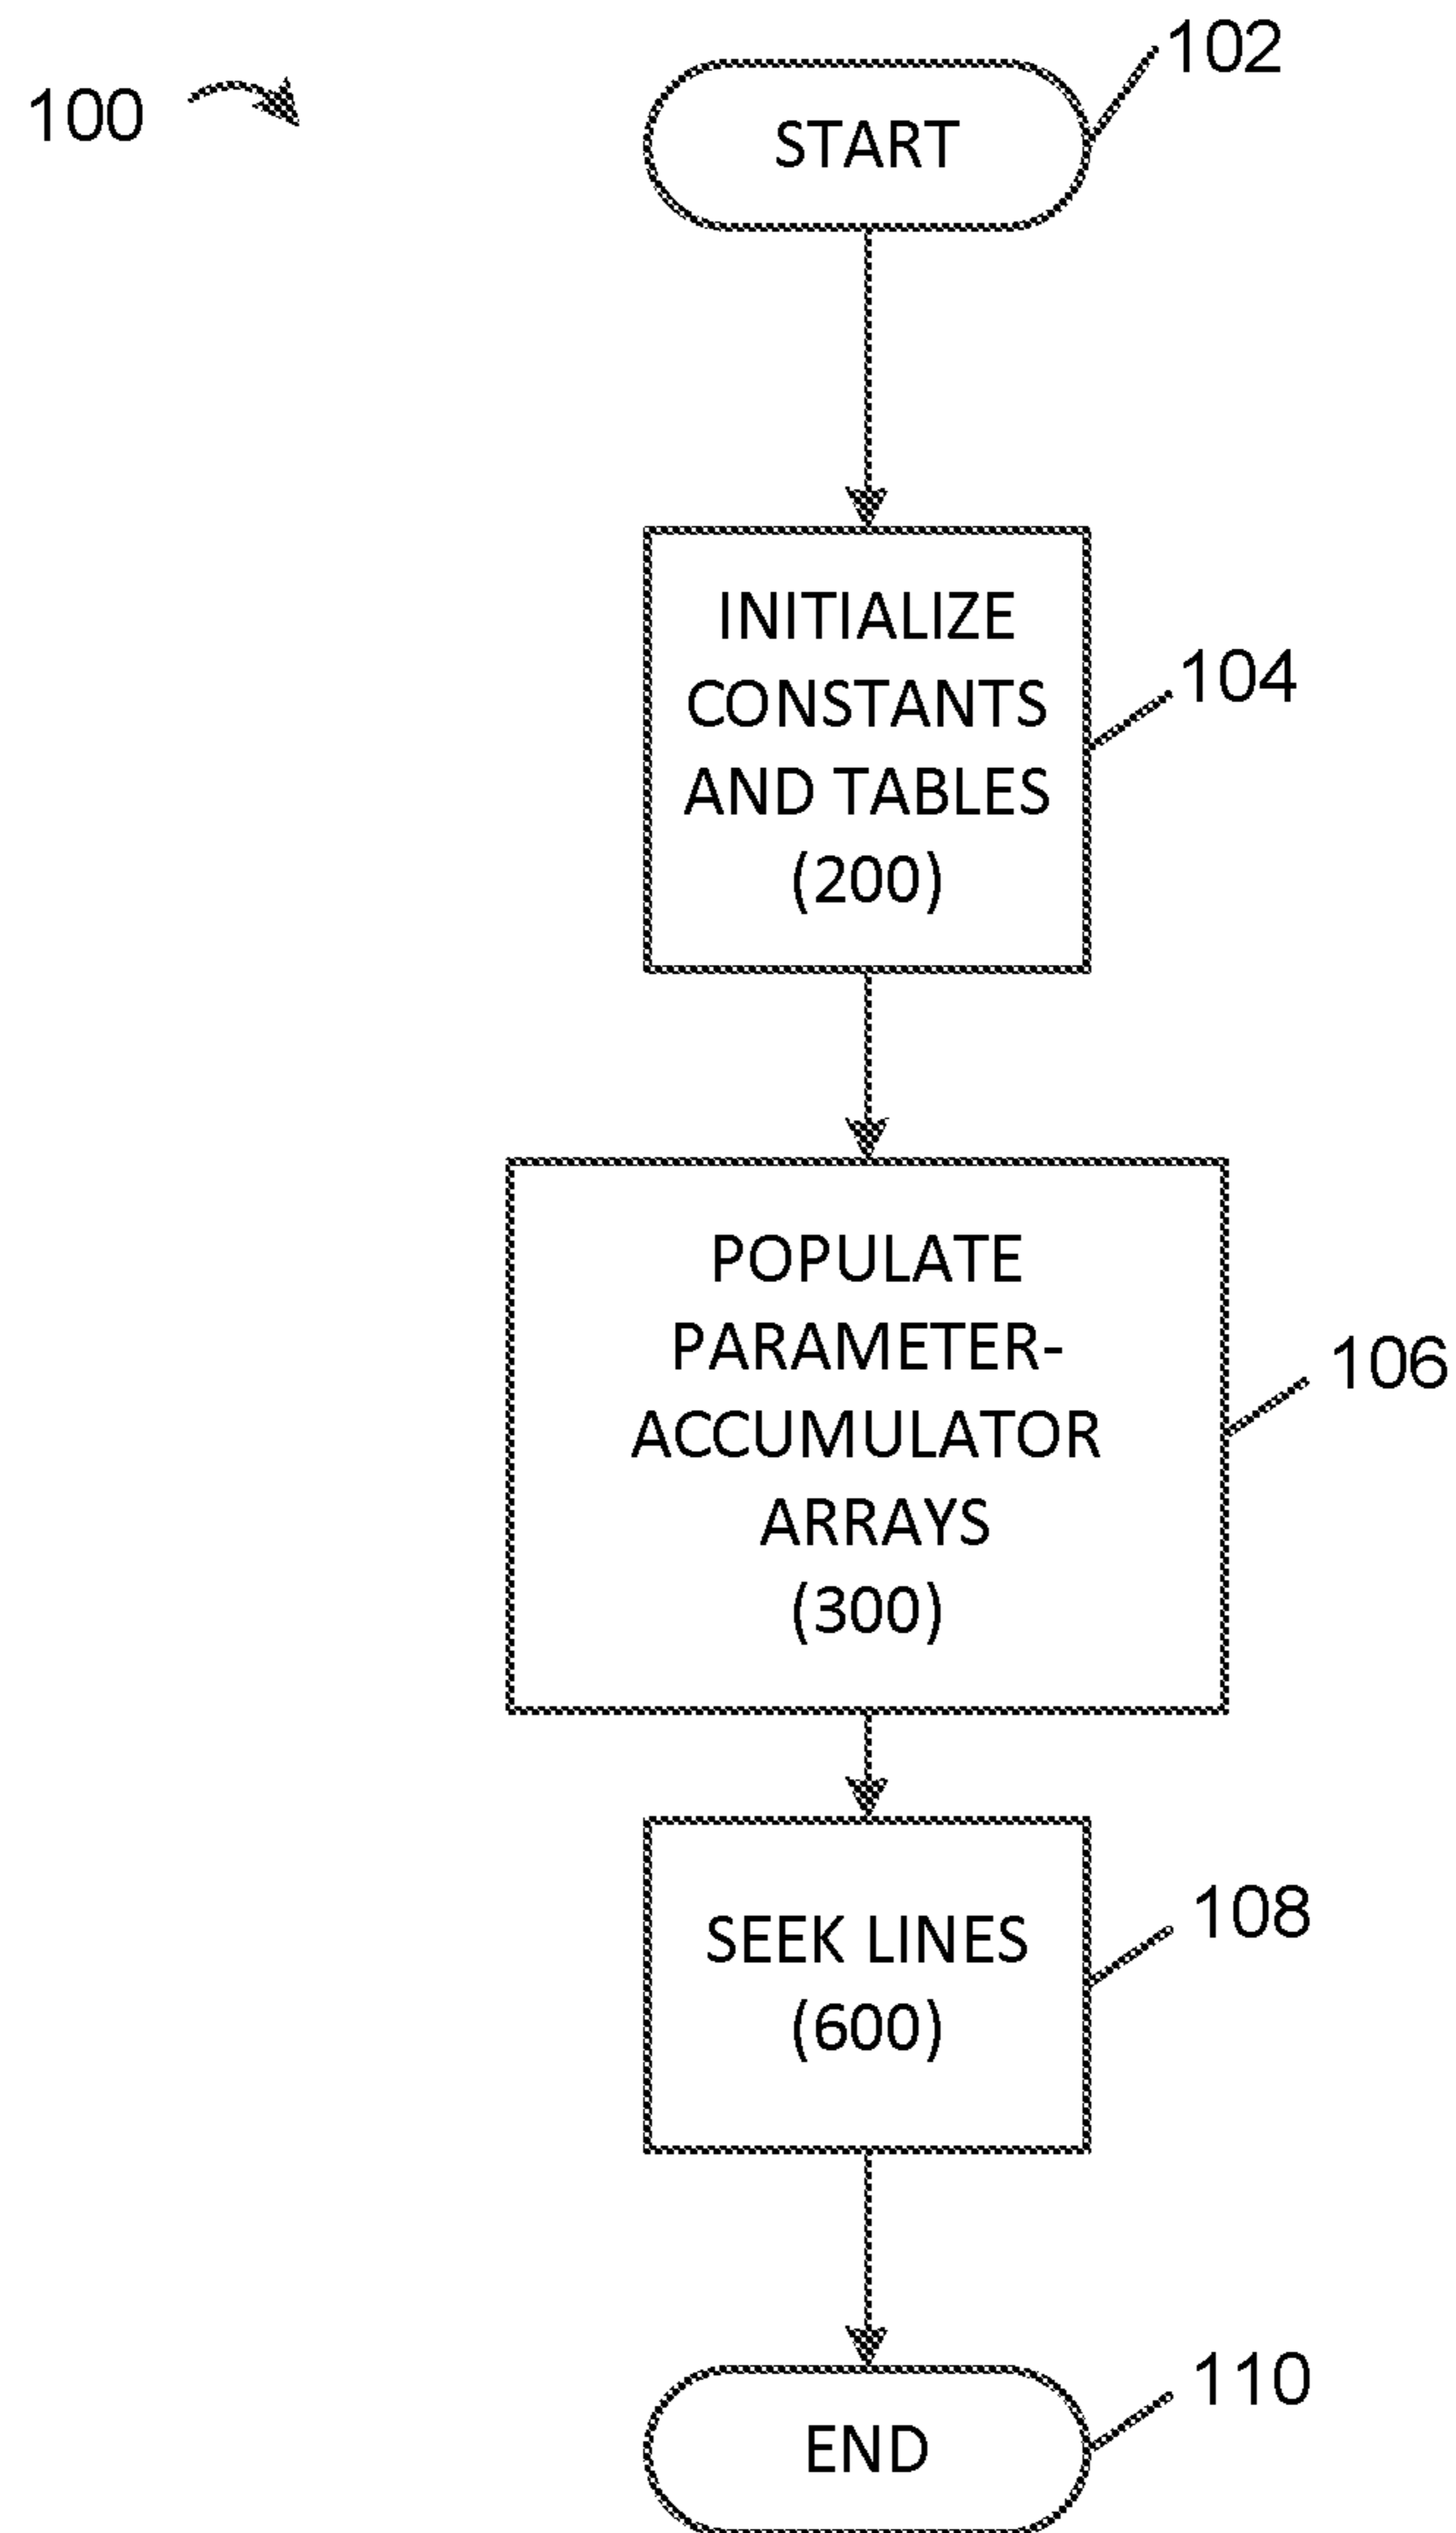 102
100
START
INITIALIZE
CONSTANTS
AND TABLES
(200)
104
POPULATE
PARAMETER-
ACCUMULATOR
ARRAYS
(300)
106
SEEK LINES
(600)
108
END
110